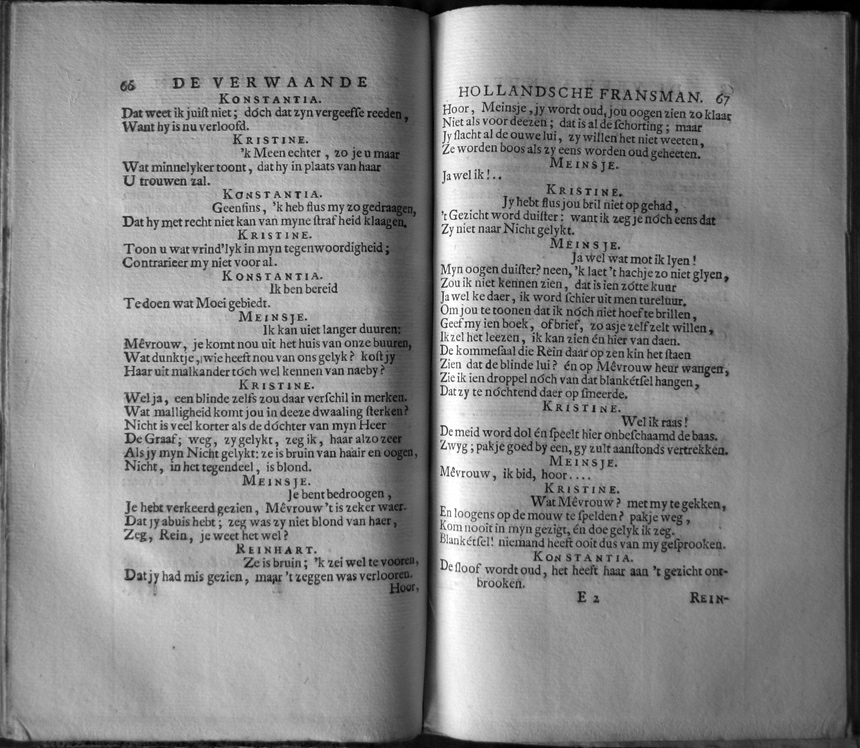 66 DE VERWAANDE
KONSTANTIA.
Dat weet ik juiſt niet; dóch dat zyn vergeefſe reeden,
Want hy is nu verloofd.
KRISTINE.
'k Meen echter, zo je u maar
Wat minnelyker toont, dat hy in plaats van haar
U trouwen zal.
KONSTANTIA.
Geenſins, 'k heb ſlus my zo gedraagen,
Dat hy met recht niet kan van myne ſtraf heid klaagen.
KRISTINE.
Toon u wat vrind'lyk in myn tegenwoordigheid;
Contrarieer my niet voor al.
KONSTANTIA.
Ik ben bereid
Te doen wat Moei gebiedt.
MEINSJE.
Ik kan uiet langer duuren:
Mêvrouw, je komt nou uit het huis van onze buuren,
Wat dunktje, wie heeft nou van ons gelyk? koſt jy
Haar uit malkander tóch wel kennen van naeby?
KRISTINE.
Wel ja, een blinde zelfs zou daar verſchil in merken.
Wat malligheid komt jou in deeze dwaaling ſterken?
Nicht is veel korter als de dóchter van myn Heer
De Graaf; weg, zy gelykt, zeg ik, haar alzo zeer
Als jy myn Nicht gelykt: ze is bruin van haair en oogen,
Nicht, in het tegendeel, is blond.
MEINSJE.
Je bent bedroogen,
Je hebt verkeerd gezien, Mêvrouw 't is zeker waer.
Dat jy abuis hebt; zeg was zy niet blond van haer,
Zeg, Rein, je weet het wel?
REINHART.
Ze is bruin; 'k zei wel te vooren,
Dat jy had mis gezien, maar 't zeggen was verlooren.
Hoor,
HOLLANDSCHE FRANSMAN. 67
Hoor, Meinsje, jy wordt oud, jou oogen zien zo klaar
Niet als voor deezen; dat is al de ſchorting; maar
Jy ſlacht al de ouwe lui, zy willen het niet weeten,
Ze worden boos als zy eens worden oud geheeten.
MEINSJE.
Ja wel ik!..
KRISTINE.
Jy hebt ſlus jou bril niet op gehad,
't Gezicht word duiſter: want ik zeg je nóch eens dat
Zy niet naar Nicht gelykt.
MEINSJE.
Ja wel wat mot ik lyen!
Myn oogen duiſter? neen, 'k laet 't hachje zo niet glyen,
Zou ik niet kennen zien, dat is ien zótte kuur
Ja wel ke daer, ik word ſchier uit men tureluur.
Om jou te toonen dat ik nóch niet hoef te brillen,
Geef my ien boek, of brief, zo as je zelf zelt willen,
Ik zel het leezen, ik kan zien én hier van daen.
De kommeſaal die Rein daar op zen kin het ſtaen
Zien dat de blinde lui? én op Mêvrouw heur wangen,
Zie ik ien droppel nóch van dat blankétſel hangen,
Dat zy te nóchtend daer op ſmeerde.
KRISTINE.
Wel ik raas!
De meid word dol én ſpeelt hier onbeſchaamd de baas.
Zwyg; pakje goed by een, gy zult aanſtonds vertrekken.
MEINSJE.
Mêvrouw, ik bid, hoor....
KRISTINE.
Wat Mêvrouw? met my te gekken,
En loogens op de mouw te ſpelden? pakje weg,
Kom nooit in myn gezigt, én doe gelyk ik zeg.
Blankétſel! niemand heeft ooit dus van my geſprooken.
KONSTANTIA.
De ſloof wordt oud, het heeft haar aan 't gezicht ont-
brooken.
E 2 REIN-